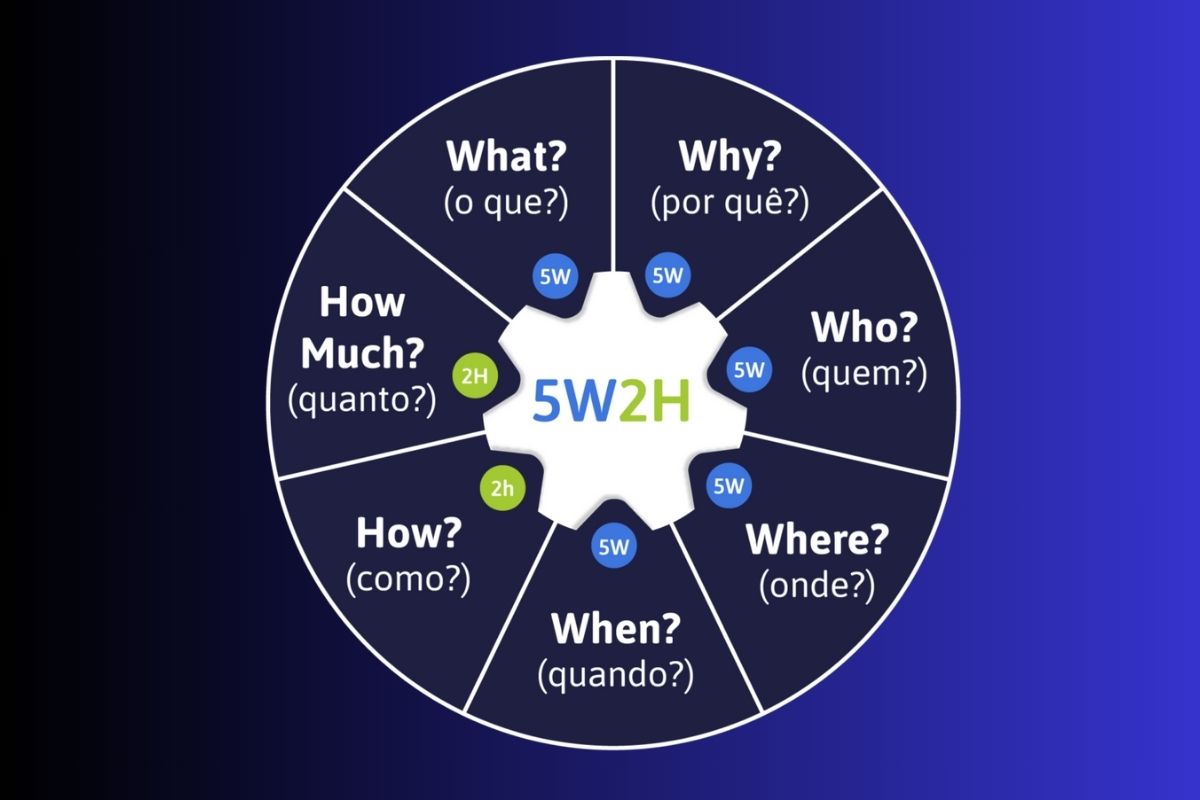 What?
(o que?)
5W
Why?
(por quê?)
5W
Who?
(quem?)
5W
Where?
(onde?)
5W
When?
(quando?)
5W
How?
(como?)
2h
How
Much?
(quanto?)
2H
5W2H